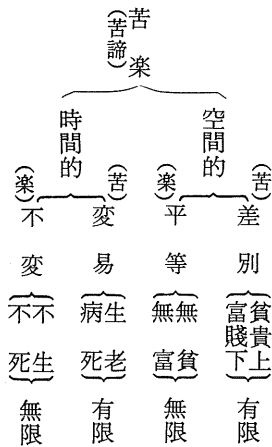 苦楽
(苦諦)
空間的
(苦)
差別
貧貴上
富賤下
有限
(楽)
平等
無貧
無富
無限
時間的
(苦)
変易
生老
病死
有限
(楽)
不変
不生
不死
無限